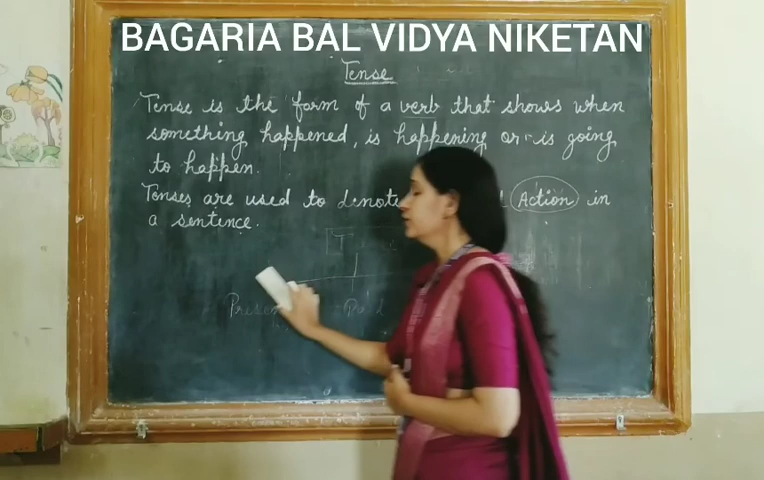 BAGARIA BAL VIDYA NIKETAN
Tense
Tense is the form of a verb that shows when
something happened, is happening or is going
to happen.
Tenses are used to denote Action in
a sentence.